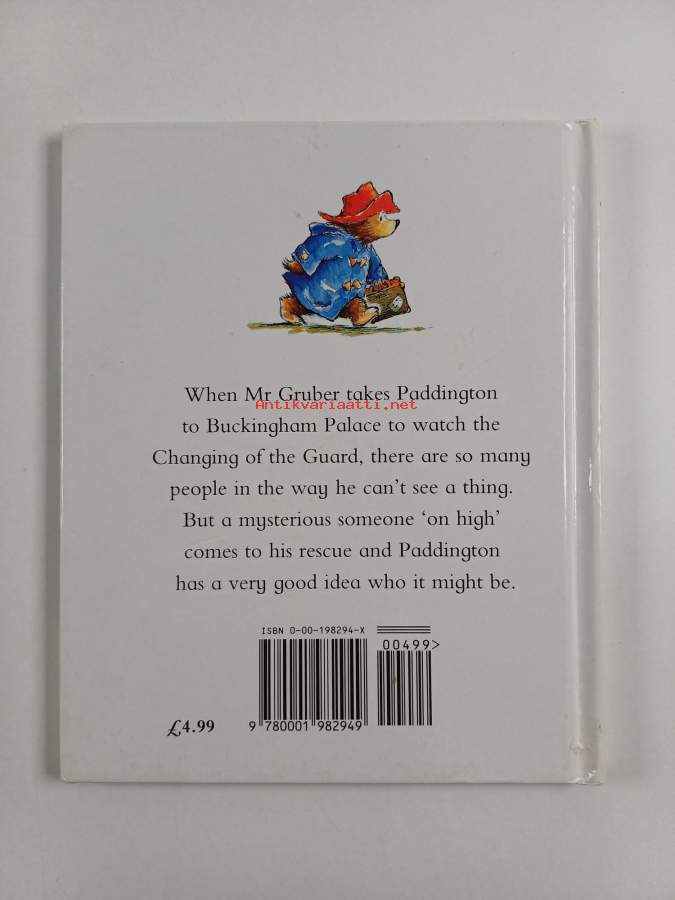 When Mr Gruber takes Paddington
Antikvariaatti.net
to Buckingham Palace to watch the
Changing of the Guard, there are so many
people in the way he can't see a thing.
But a mysterious someone ‘on high’
comes to his rescue and Paddington
has a very good idea who it might be.
ISBN 0-00-198294-X
00499>
£4.99
9 780001 982949